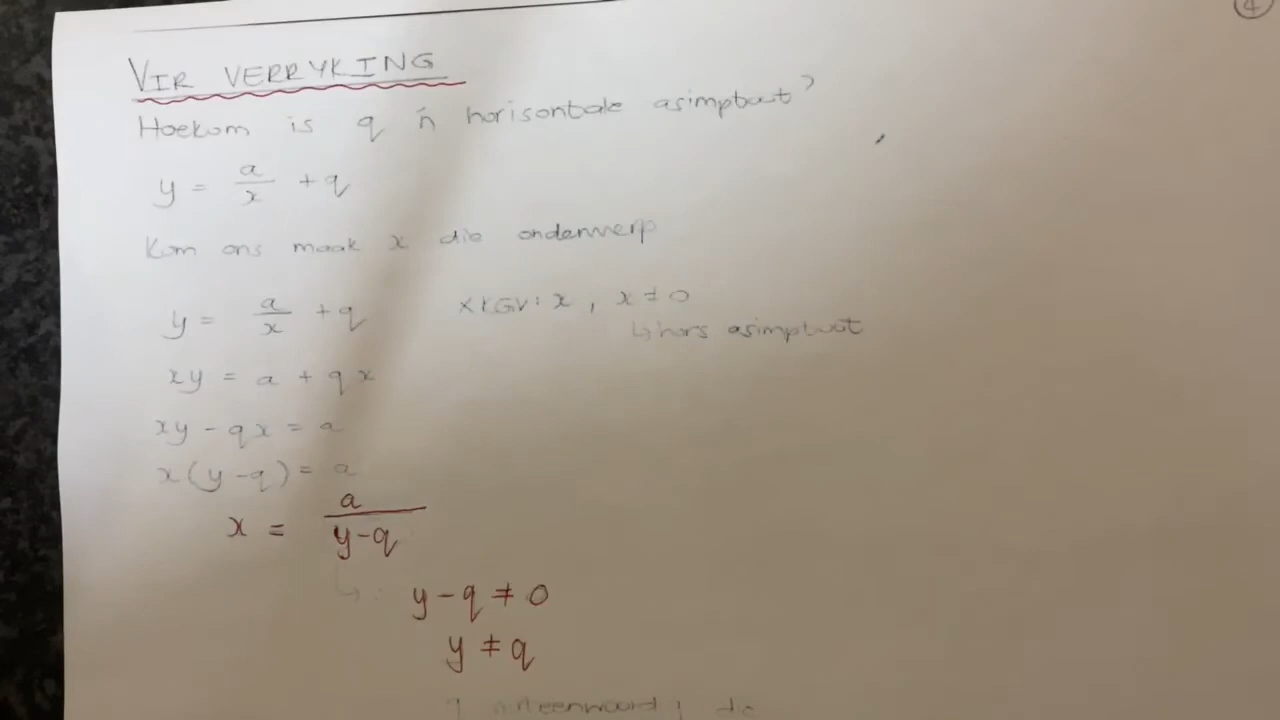 4
VIR VERRYKING
Hoekom is q 'n horisontale asimptoot?
y = a/x + q
Kom ons maak x die onderwerp
y = a/x + q × KGV: x, x ≠ 0
↳ hors asimptoot
xy = a + qx
xy - qx = a
x(y-q) = a
x = a/(y-q)
y - q ≠ 0
y ≠ q